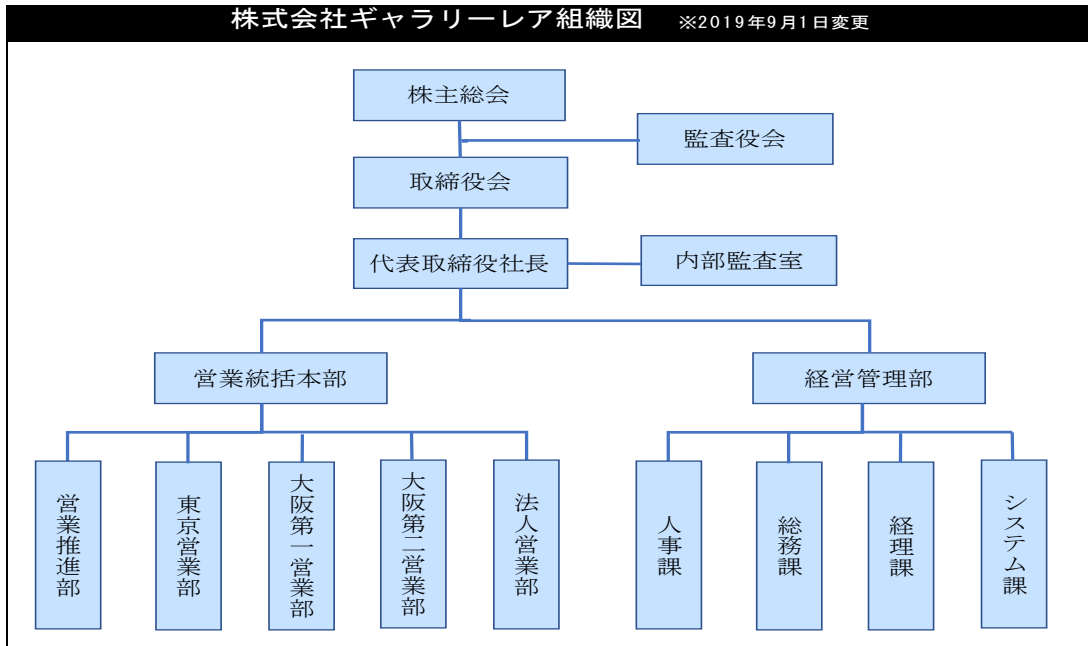 株式会社ギャラリーレア組織図 ※2019年9月1日変更
株主総会
監査役会
取締役会
代表取締役社長
内部監査室
営業統括本部
経営管理部
営業推進部
東京営業部
大阪第一営業部
大阪第二営業部
法人営業部
人事課
総務課
経理課
システム課